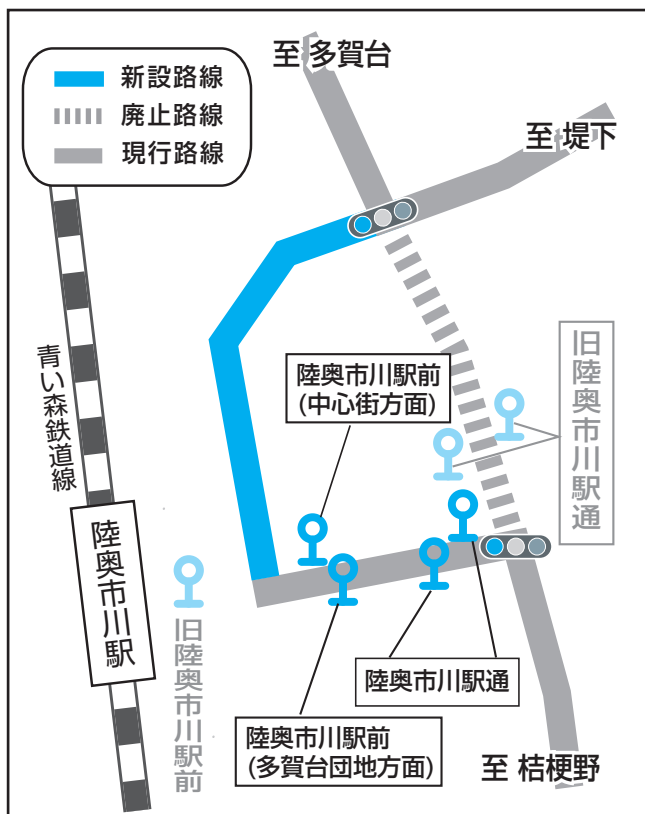 至 多賀台
新設路線
廃止路線
現行路線
至 堤下
青い森鉄道線
陸奥市川駅前
(中心街方面)
旧陸奥市川駅通
陸奥市川駅
旧陸奥市川駅前
陸奥市川駅通
陸奥市川駅前
(多賀台団地方面)
至 桔梗野